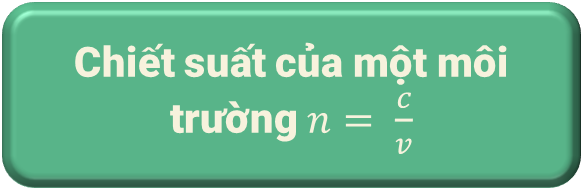 Chiết suất của một môi
trường n = c/v